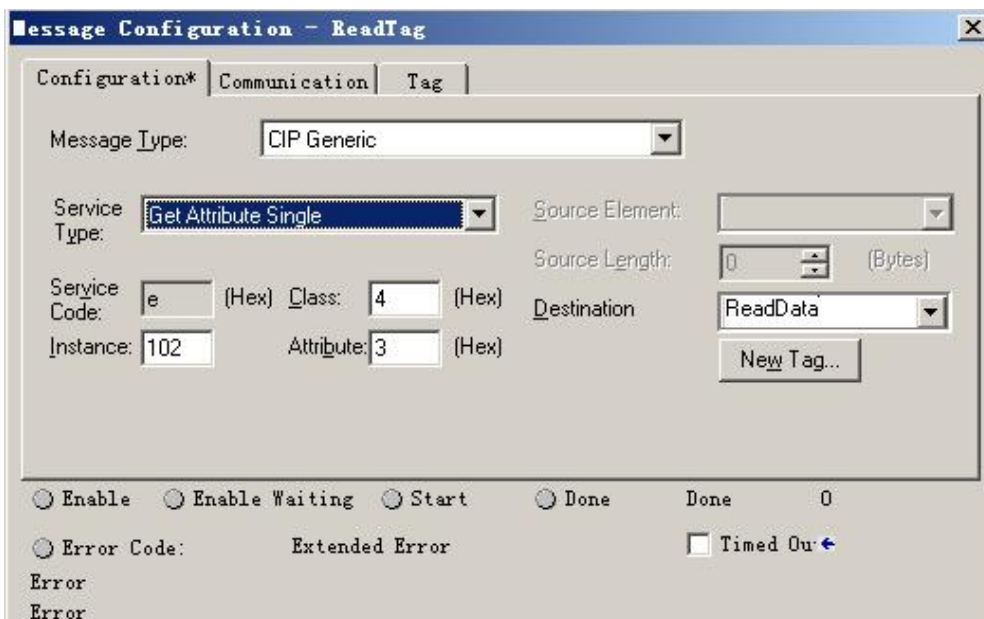 Message Configuration - ReadTag
Configuration* Communication Tag
Message Type: CIP Generic
Service Type: Get Attribute Single
Source Element:
Source Length: 0 (Bytes)
Service Code: e (Hex) Class: 4 (Hex)
Destination ReadData
Instance: 102 Attribute: 3 (Hex)
New Tag...
Enable Enable Waiting Start Done Done 0
Error Code: Extended Error Timed Ou
Error
Error